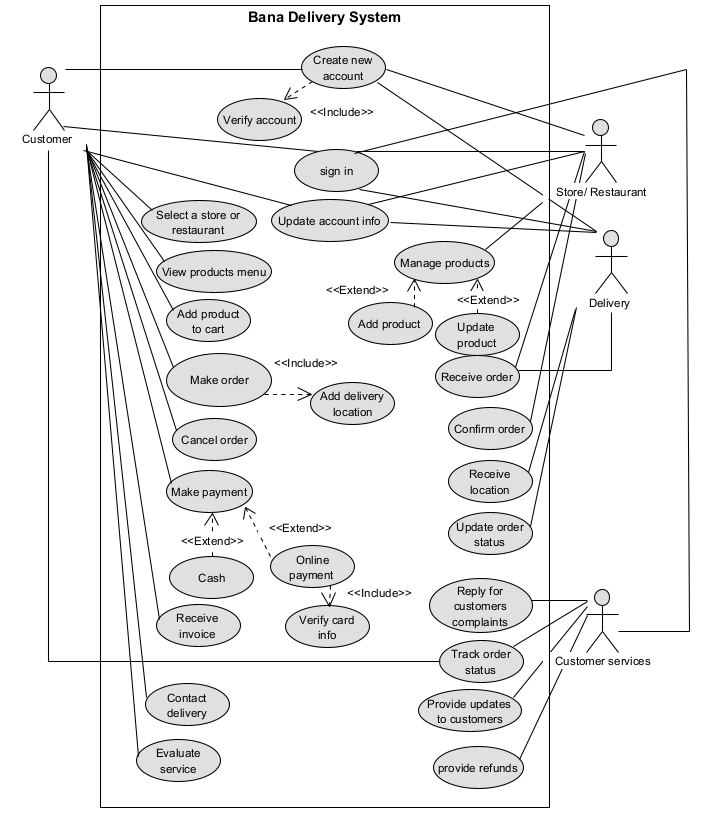 Bana Delivery System
Create new
account
Verify account
<<Include>>
Customer
Store/ Restaurant
sign in
Select a store or
restaurant
Update account info
View products menu
Manage products
Delivery
<<Extend>>
<<Extend>>
Add product
to cart
Add product
Update
product
<<Include>>
Make order
Receive order
Add delivery
location
Cancel order
Confirm order
Make payment
Receive
location
<<Extend>>
<<Extend>>
Update order
status
Cash
Online
payment
<<Include>>
Reply for
customers
complaints
Receive
invoice
Verify card
info
Track order
status
Customer services
Contact
delivery
Provide updates
to customers
Evaluate
service
provide refunds